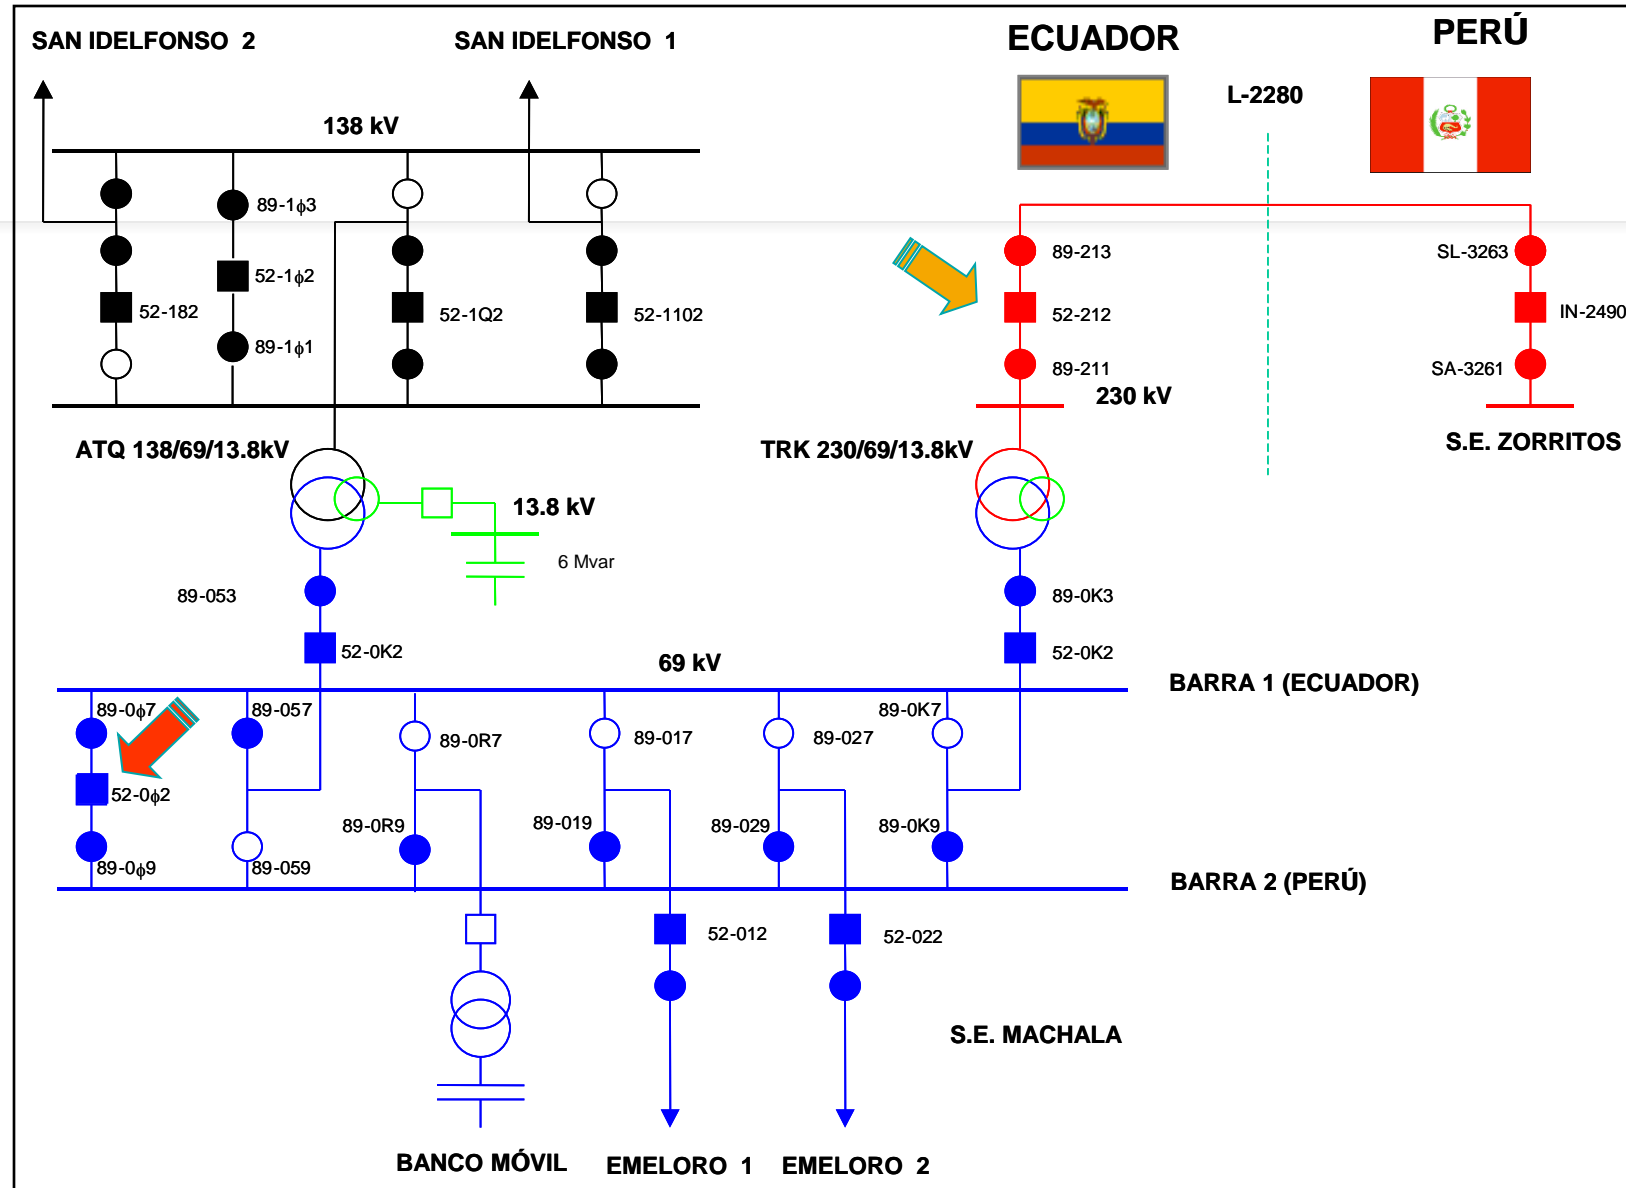 SAN IDELFONSO 2
SAN IDELFONSO 1
ECUADOR
PERÚ
L-2280
138 kV
89-1ϕ3
52-1ϕ2
89-1ϕ1
52-182
52-1Q2
52-1102
89-213
52-212
89-211
230 kV
SL-3263
IN-2490
SA-3261
S.E. ZORRITOS
ATQ 138/69/13.8kV
TRK 230/69/13.8kV
13.8 kV
6 Mvar
89-053
52-0K2
89-0K3
52-0K2
69 kV
BARRA 1 (ECUADOR)
89-0ϕ7
89-057
89-0R7
89-017
89-027
89-0K7
52-0ϕ2
89-0R9
89-019
89-029
89-0K9
89-0ϕ9
89-059
BARRA 2 (PERÚ)
52-012
52-022
S.E. MACHALA
BANCO MÓVIL
EMELORO 1
EMELORO 2